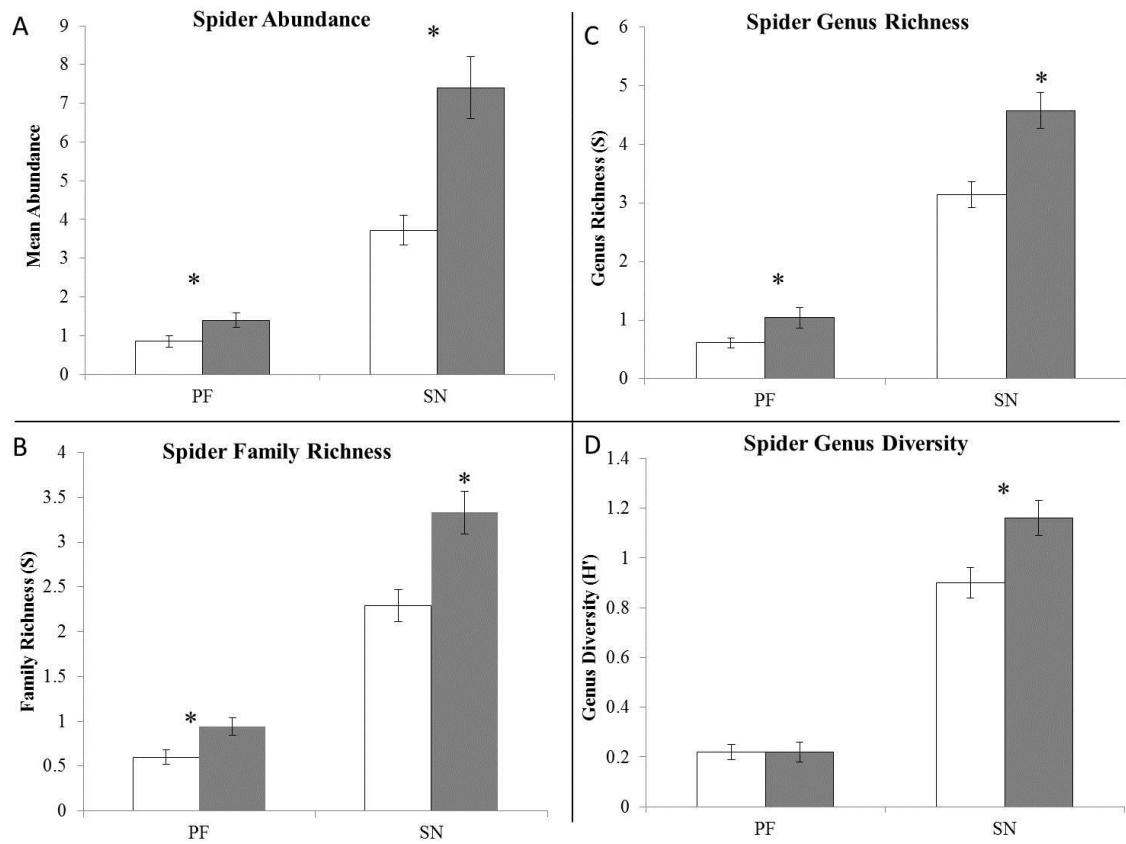 A
Spider Abundance
Mean Abundance
9
8
7
6
5
4
3
2
1
0
*
*
PF
SN
B
Spider Family Richness
Family Richness (S)
4
3.5
3
2.5
2
1.5
1
0.5
0
*
*
PF
SN
C
Spider Genus Richness
Genus Richness (S)
6
5
4
3
2
1
0
*
*
PF
SN
D
Spider Genus Diversity
Genus Diversity (H')
1.4
1.2
1
0.8
0.6
0.4
0.2
0
*
PF
SN